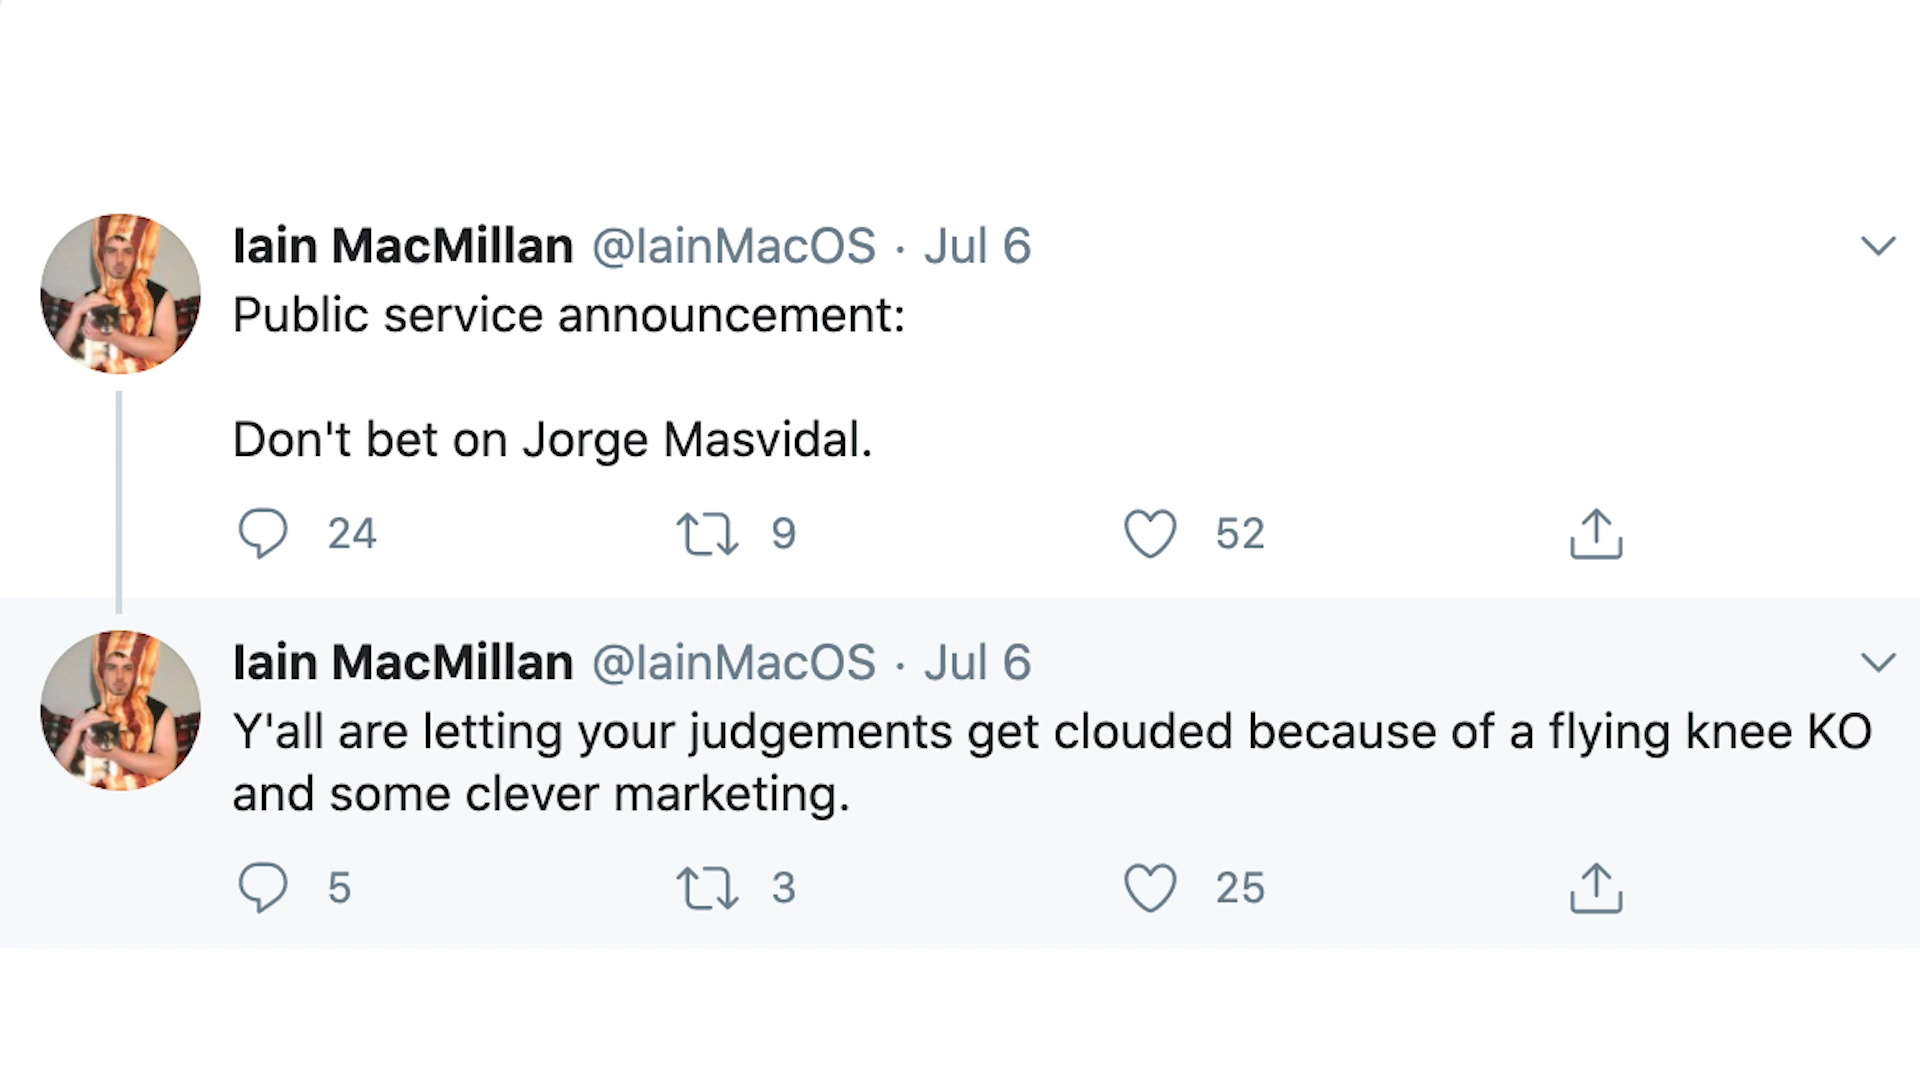 Iain MacMillan @IainMacOS · Jul 6
Public service announcement:
Don't bet on Jorge Masvidal.
24 9 52
Iain MacMillan @IainMacOS · Jul 6
Y'all are letting your judgements get clouded because of a flying knee KO
and some clever marketing.
5 3 25